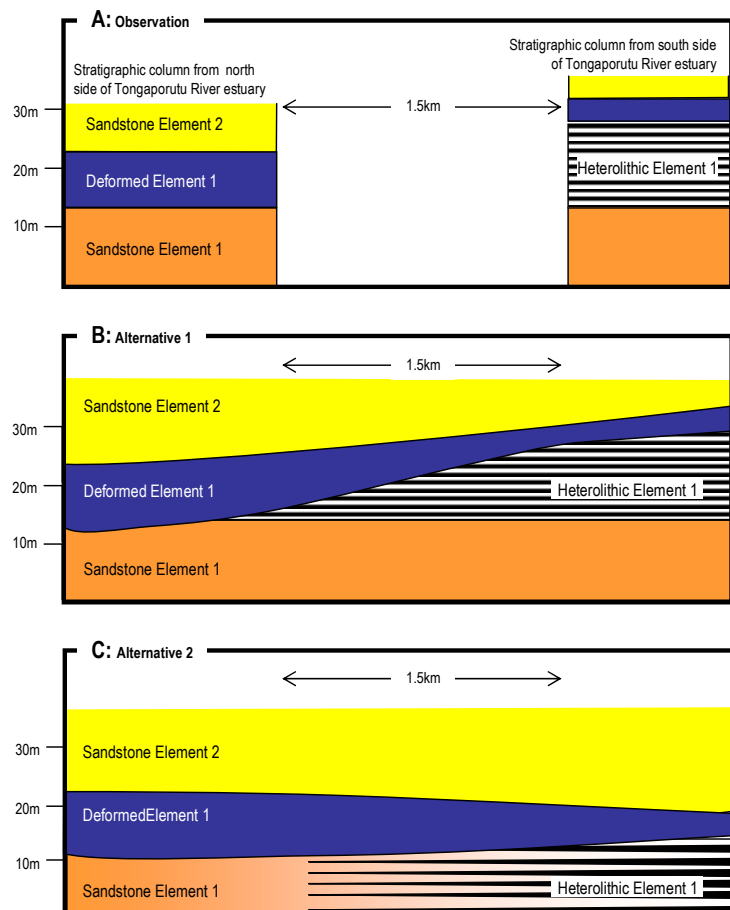 A: Observation
Stratigraphic column from north
side of Tongaporutu River estuary
Stratigraphic column from south side
of Tongaporutu River estuary
1.5km
30m
Sandstone Element 2
20m
Deformed Element 1
Heterolithic Element 1
10m
Sandstone Element 1
B: Alternative 1
1.5km
Sandstone Element 2
30m
20m
Deformed Element 1
Heterolithic Element 1
10m
Sandstone Element 1
C: Alternative 2
1.5km
30m
Sandstone Element 2
20m
DeformedElement 1
10m
Sandstone Element 1
Heterolithic Element 1